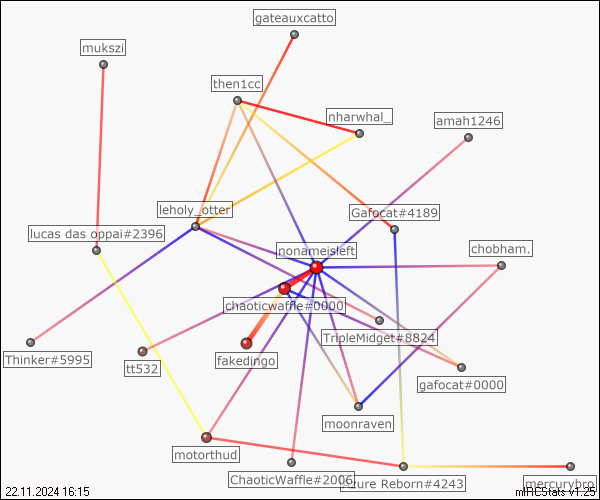 gateauxcatto
mukszi
then1cc
nharwhal_
amah1246
leholy_otter
Gafocat#4189
lucas das oppai#2396
nonameisleft
chobham.
chaoticwaffle#0000
TripleMidget#8824
Thinker#5995
fakedingo
tt532
gafocat#0000
moonraven
motorthud
ChaoticWaffle#2006
zure Reborn#4243
mercurybro
22.11.2024 16:15
mIRCStats v1.25